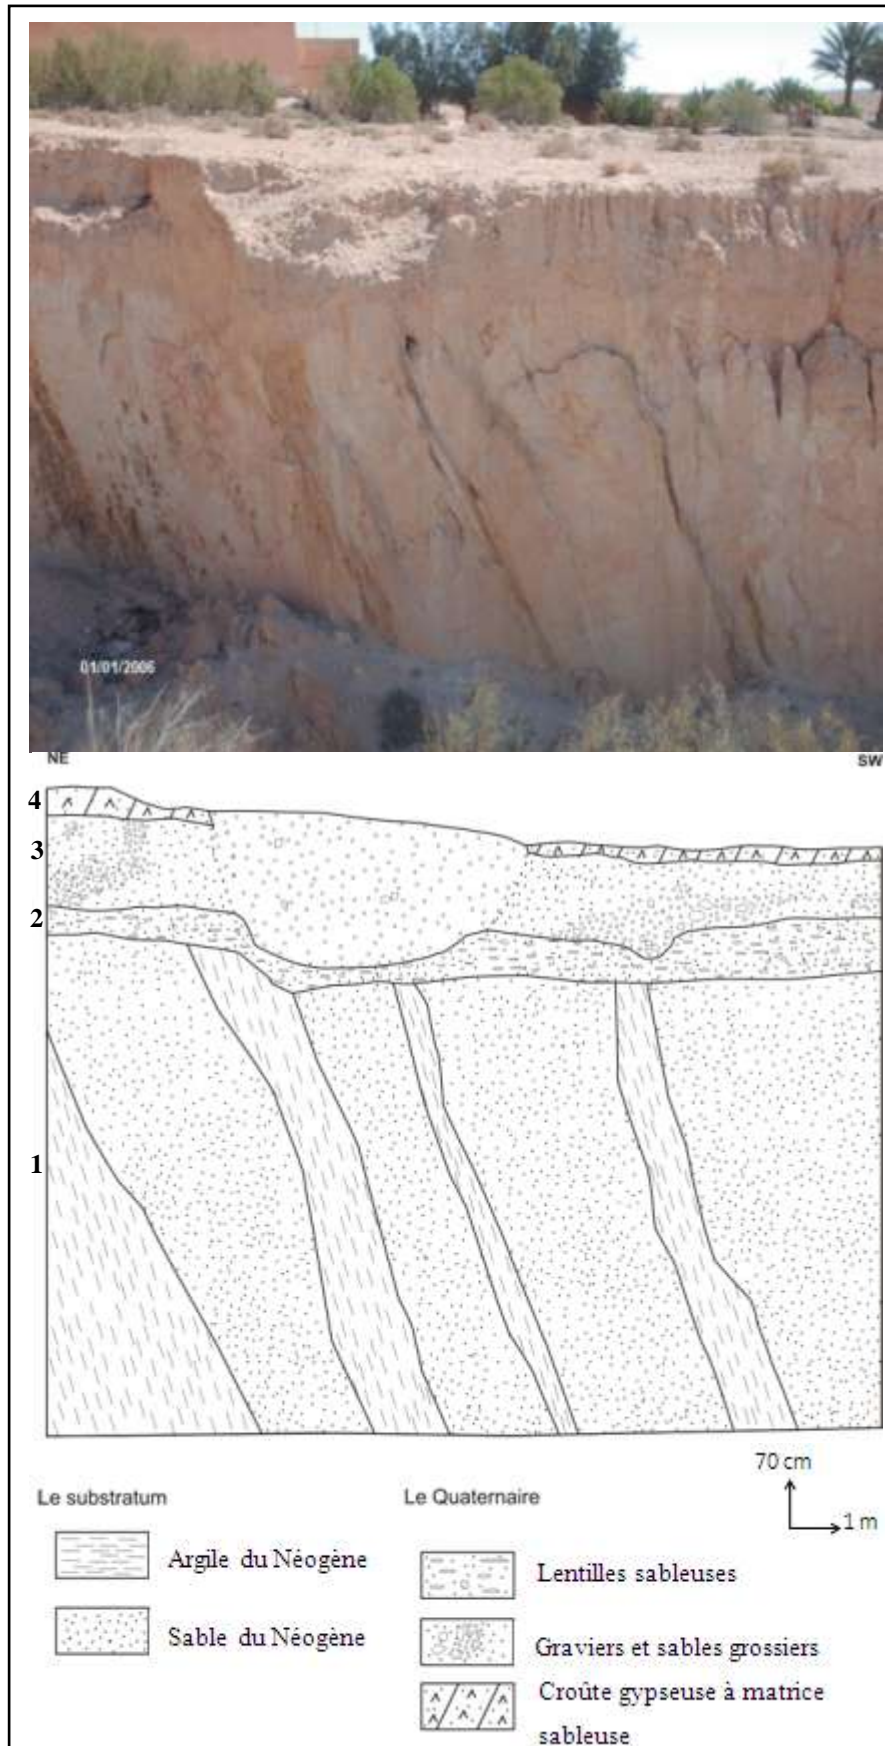 01/01/2006
NE
SW
4
3
2
1
70 cm
1 m
Le substratum
Le Quaternaire
Argile du Néogène
Sable du Néogène
Lentilles sableuses
Graviers et sables grossiers
Croûte gypseuse à matrice
sableuse